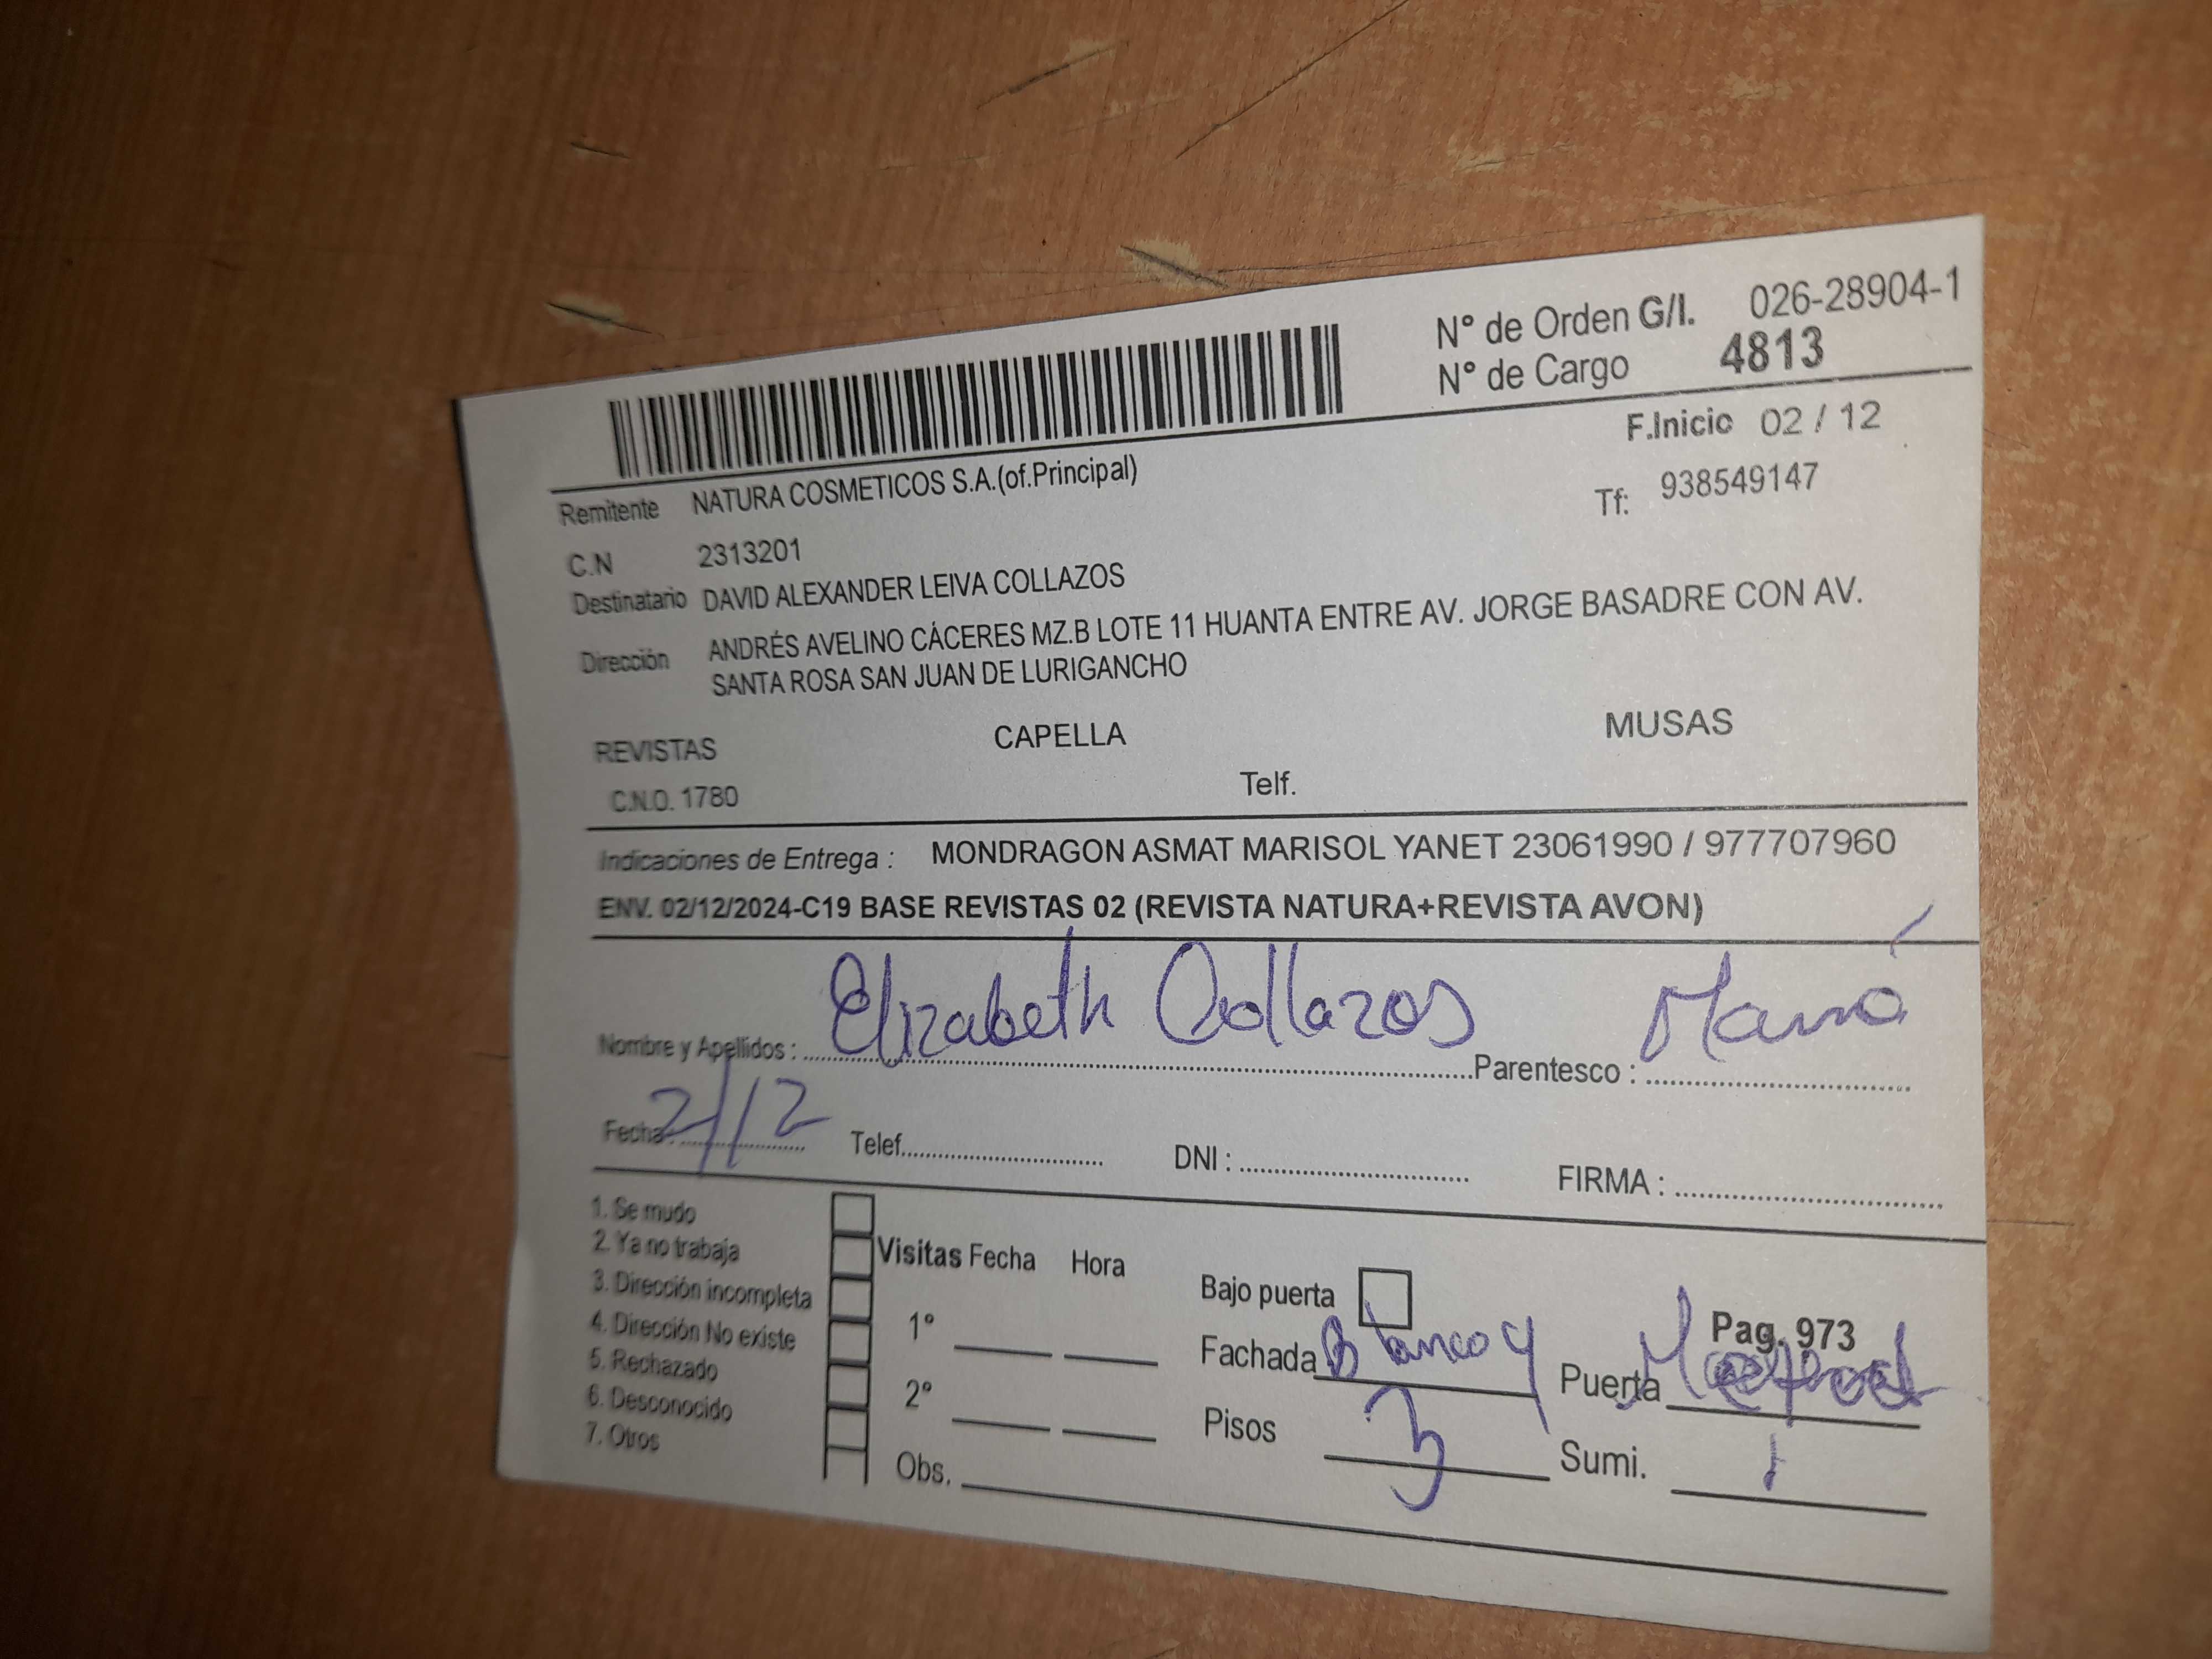 N° de Orden G/I. 026-28904-1
N° de Cargo 4813
F.Inicio 02 / 12
Remitente NATURA COSMETICOS S.A.(of.Principal)
Tf: 938549147
C.N 2313201
Destinatario DAVID ALEXANDER LEIVA COLLAZOS
Dirección ANDRÉS AVELINO CÁCERES MZ.B LOTE 11 HUANTA ENTRE AV. JORGE BASADRE CON AV.
SANTA ROSA SAN JUAN DE LURIGANCHO
REVISTAS CAPELLA MUSAS
C.N.O. 1780 Telf.
Indicaciones de Entrega : MONDRAGON ASMAT MARISOL YANET 23061990 / 977707960
ENV. 02/12/2024-C19 BASE REVISTAS 02 (REVISTA NATURA+REVISTA AVON)
Nombre y Apellidos : Elizabeth Collazos Parentesco : Mamá
Fecha : 2/12 Telef. DNI : FIRMA :
1. Se mudo
2. Ya no trabaja
3. Dirección incompleta
4. Dirección No existe
5. Rechazado
6. Desconocido
7. Otros
Visitas Fecha Hora
1°
2°
Obs.
Bajo puerta
Pag. 973
Fachada Blanco y Puerta
Pisos 3 Sumi. 1